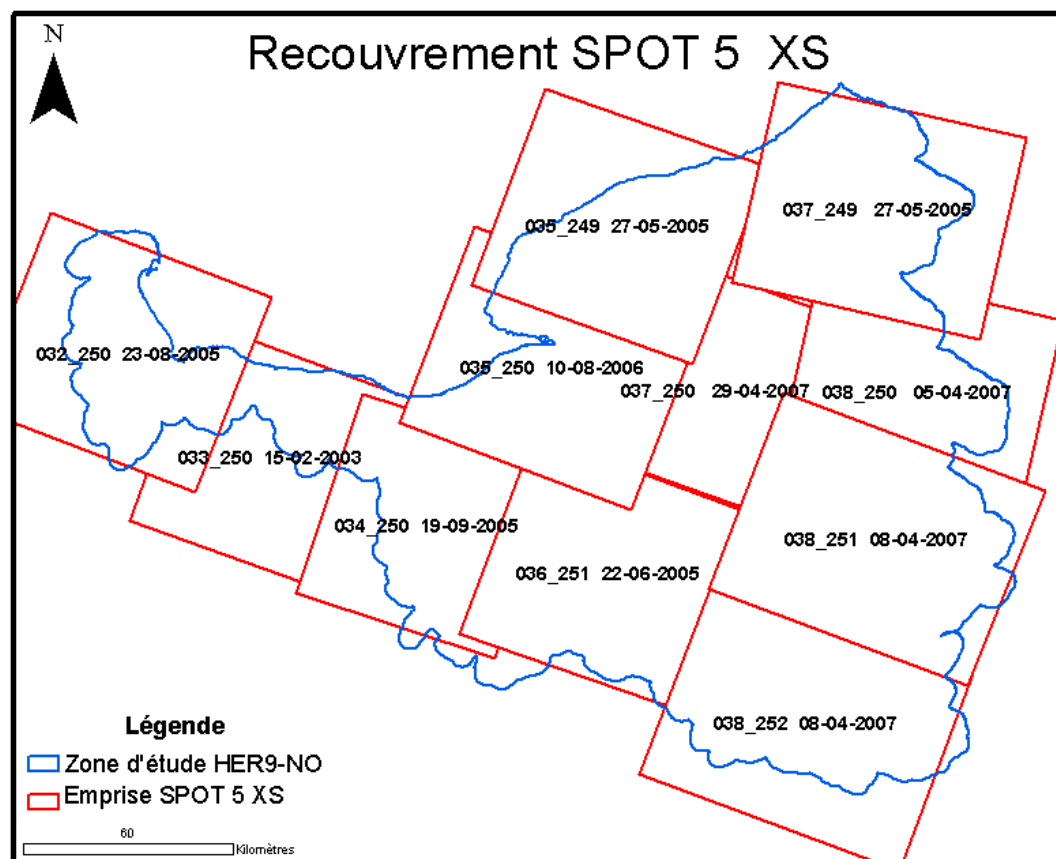 N
Recouvrement SPOT 5 XS
037_249 27-05-2005
035_249 27-05-2005
032_250 23-08-2005
035_250 10-08-2006
037_250 29-04-2007
038_250 05-04-2007
033_250 15-02-2003
034_250 19-09-2005
038_251 08-04-2007
036_251 22-06-2005
038_252 08-04-2007
Légende
Zone d'étude HER9-NO
Emprise SPOT 5 XS
60
Kilomètres